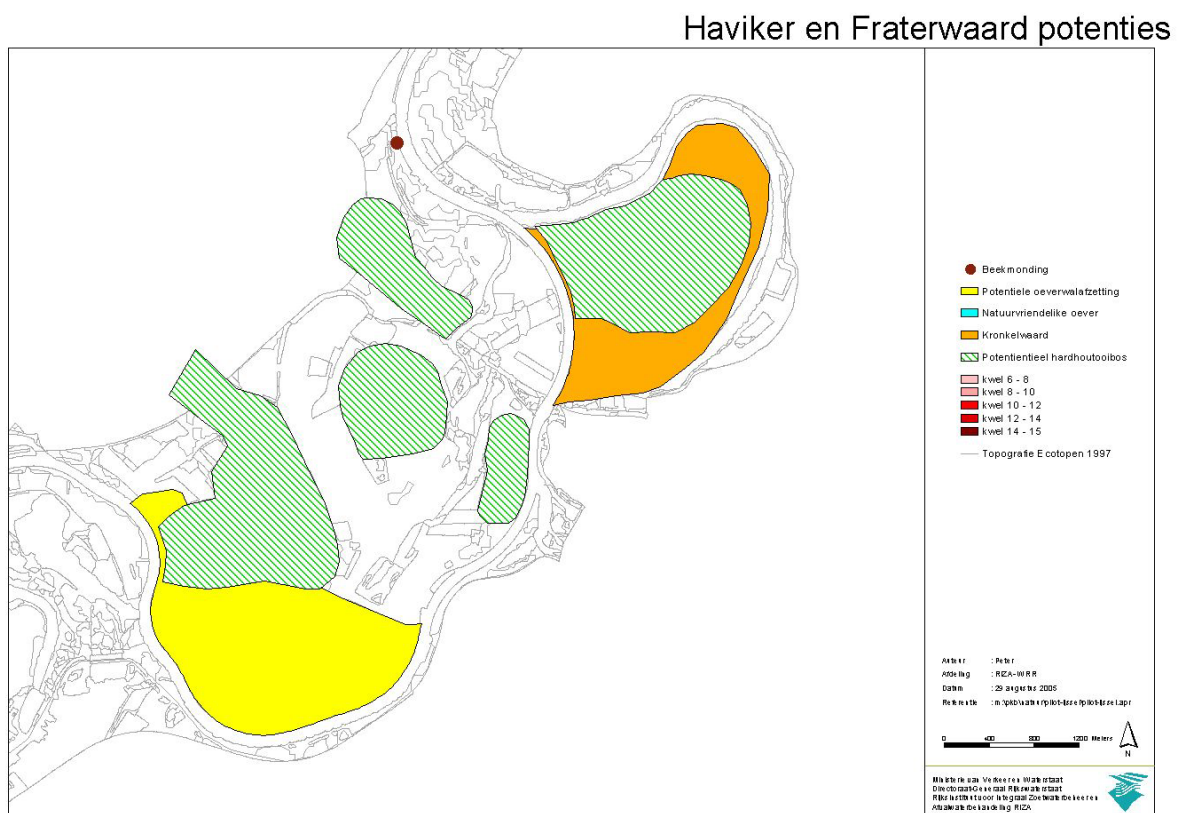 Haviker en Fraterwaard potenties
Beekmonding
Potentiele oeverwalafzetting
Natuurvriendelike oever
Kronkelwaard
Potentientieel hardhoutooibos
kwel 6 - 8
kwel 8 - 10
kwel 10 - 12
kwel 12 - 14
kwel 14 - 15
Topografie Ecotopen 1997
Auteur : Peter
Afdeling : RIZA-WRR
Datum : 29 augustus 2005
Referentie
0 400 800 1200 Meters
N
Ministerie van Verkeer en Waterstaat
Directoraat-Generaal Rijkswaterstaat
Rijksinstituut voor Integraal Zoetwaterbeheer en
Afvalwaterbehandeling RIZA